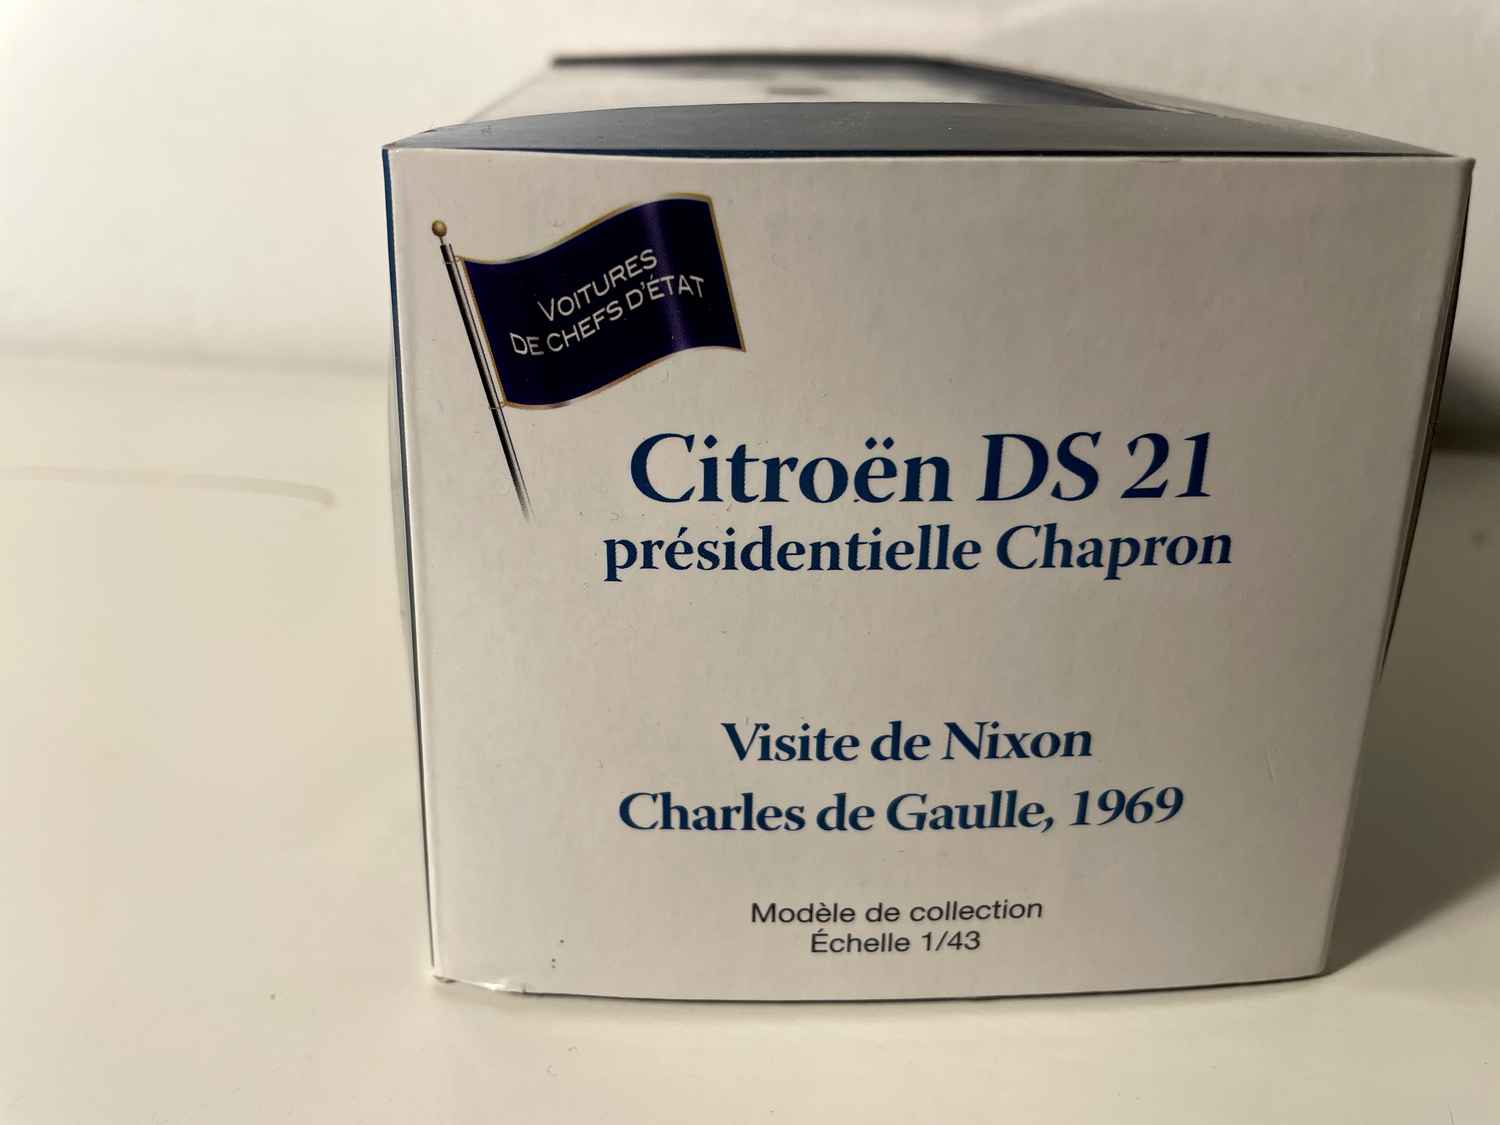 VOITURES
DE CHEFS D'ÉTAT
Citroën DS 21
présidentielle Chapron
Visite de Nixon
Charles de Gaulle, 1969
Modèle de collection
Échelle 1/43